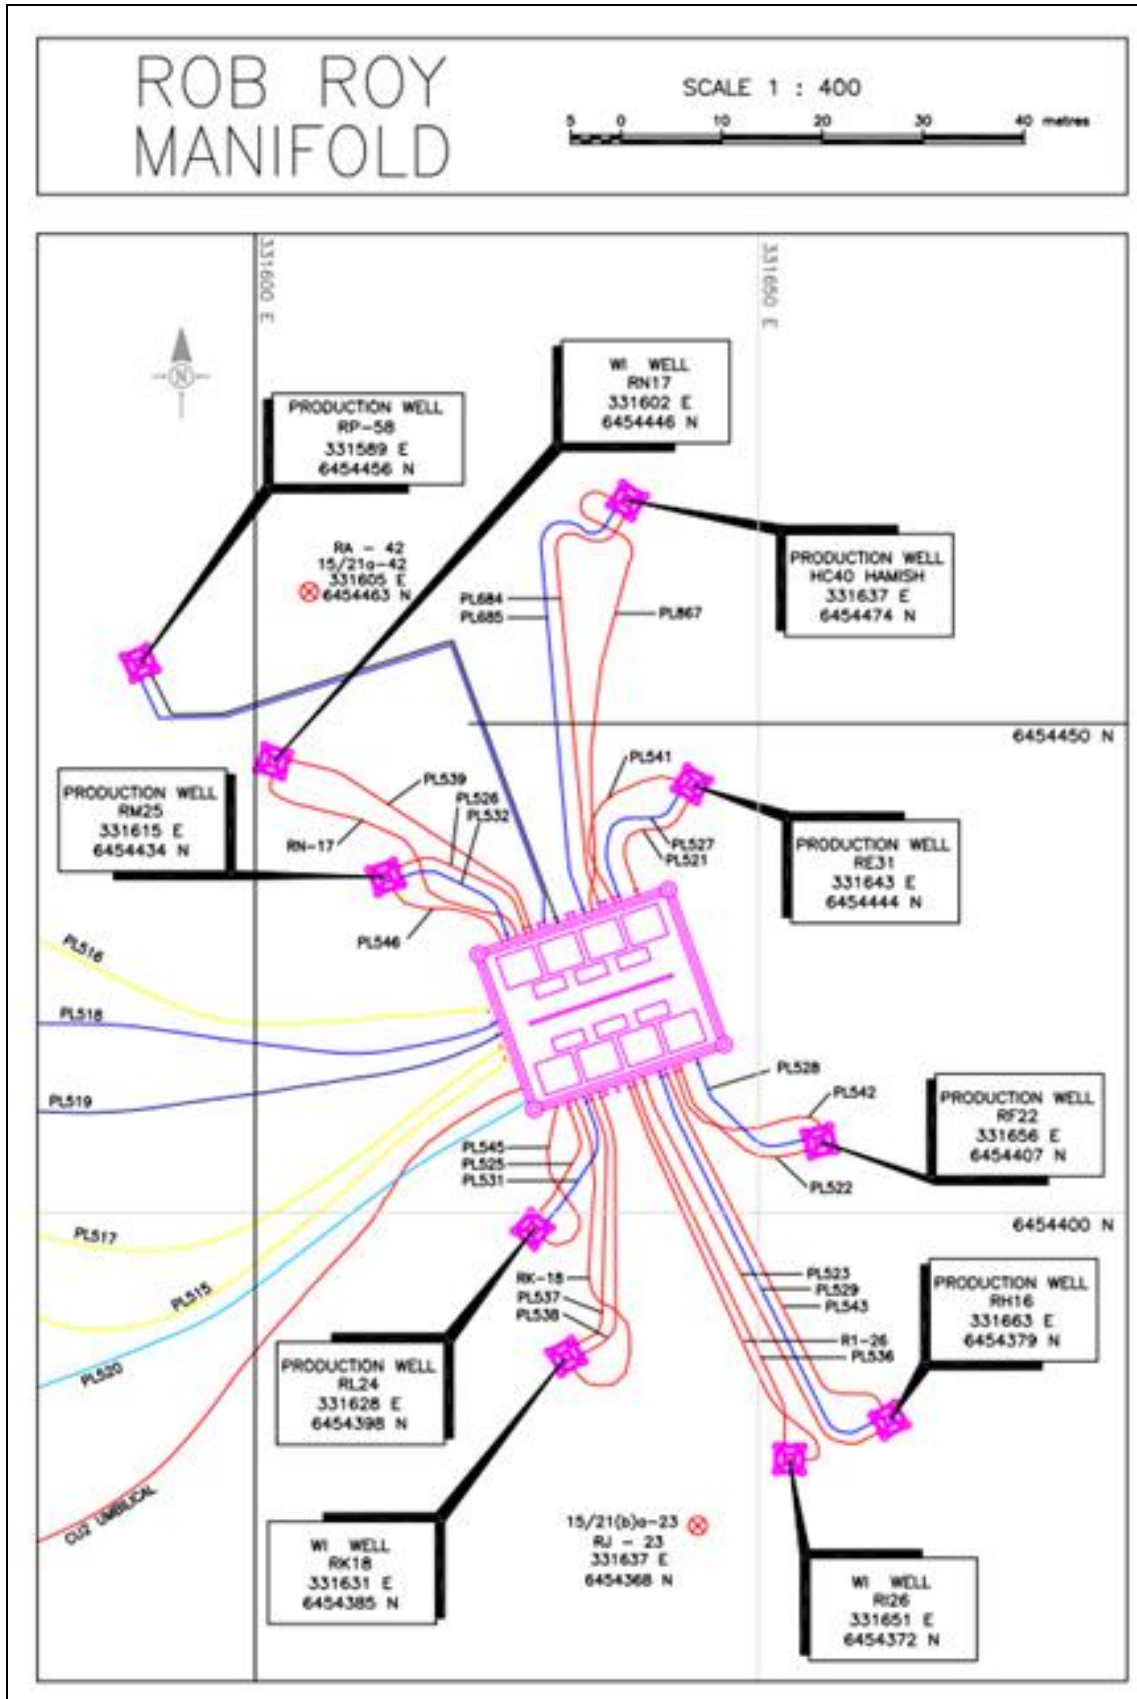 ROB ROY
MANIFOLD
SCALE 1 : 400
5 0 10 20 30 40 metres
331600 E
331650 E
N
WI WELL
RN17
331602 E
6454446 N
PRODUCTION WELL
RP-58
331589 E
6454456 N
RA - 42
15/21a-42
331605 E
6454463 N
PL684
PL685
PL867
PRODUCTION WELL
HC40 HAMISH
331637 E
6454474 N
6454450 N
PL541
PL539
PL526
PL532
PRODUCTION WELL
RM25
331615 E
6454434 N
RN-17
PL527
PL521
PRODUCTION WELL
RE31
331643 E
6454444 N
PL546
PL516
PL518
PL519
PL528
PL542
PRODUCTION WELL
RF22
331656 E
6454407 N
PL545
PL525
PL531
PL522
6454400 N
PL517
PL515
PL520
RK-18
PL537
PL538
PL523
PL529
PL543
R1-26
PL536
PRODUCTION WELL
RH16
331663 E
6454379 N
PRODUCTION WELL
RL24
331628 E
6454398 N
CU2 UMBILICAL
WI WELL
RK18
331631 E
6454385 N
15/21(b)a-23
RJ - 23
331637 E
6454368 N
WI WELL
RI26
331651 E
6454372 N